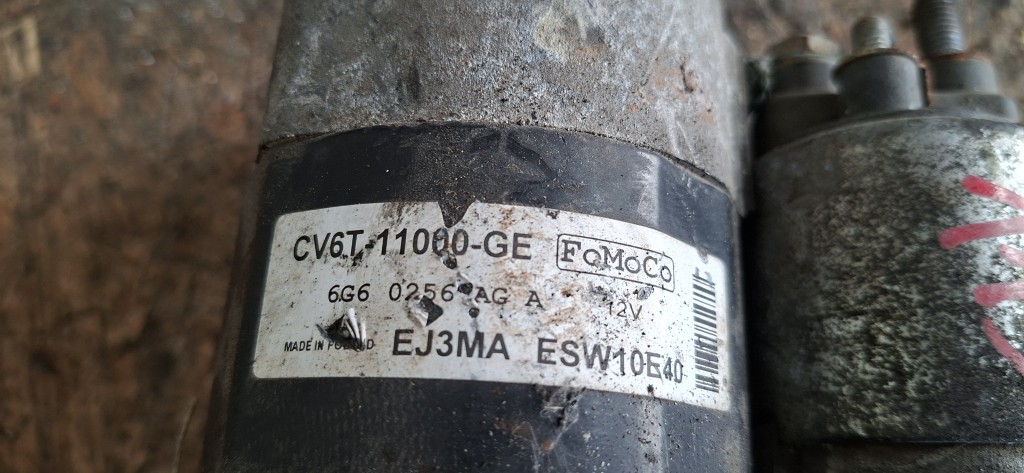 CV6T-11000-GE FoMoCo
6G6 0256 AG A 12V
MADE IN POLAND EJ3MA ESW10E40